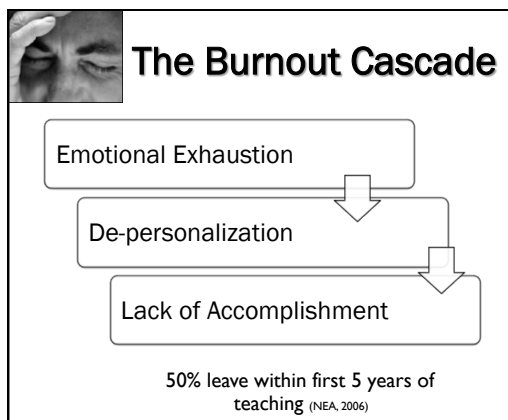 The Burnout Cascade
Emotional Exhaustion
De-personalization
Lack of Accomplishment
50% leave within first 5 years of
teaching (NEA, 2006)